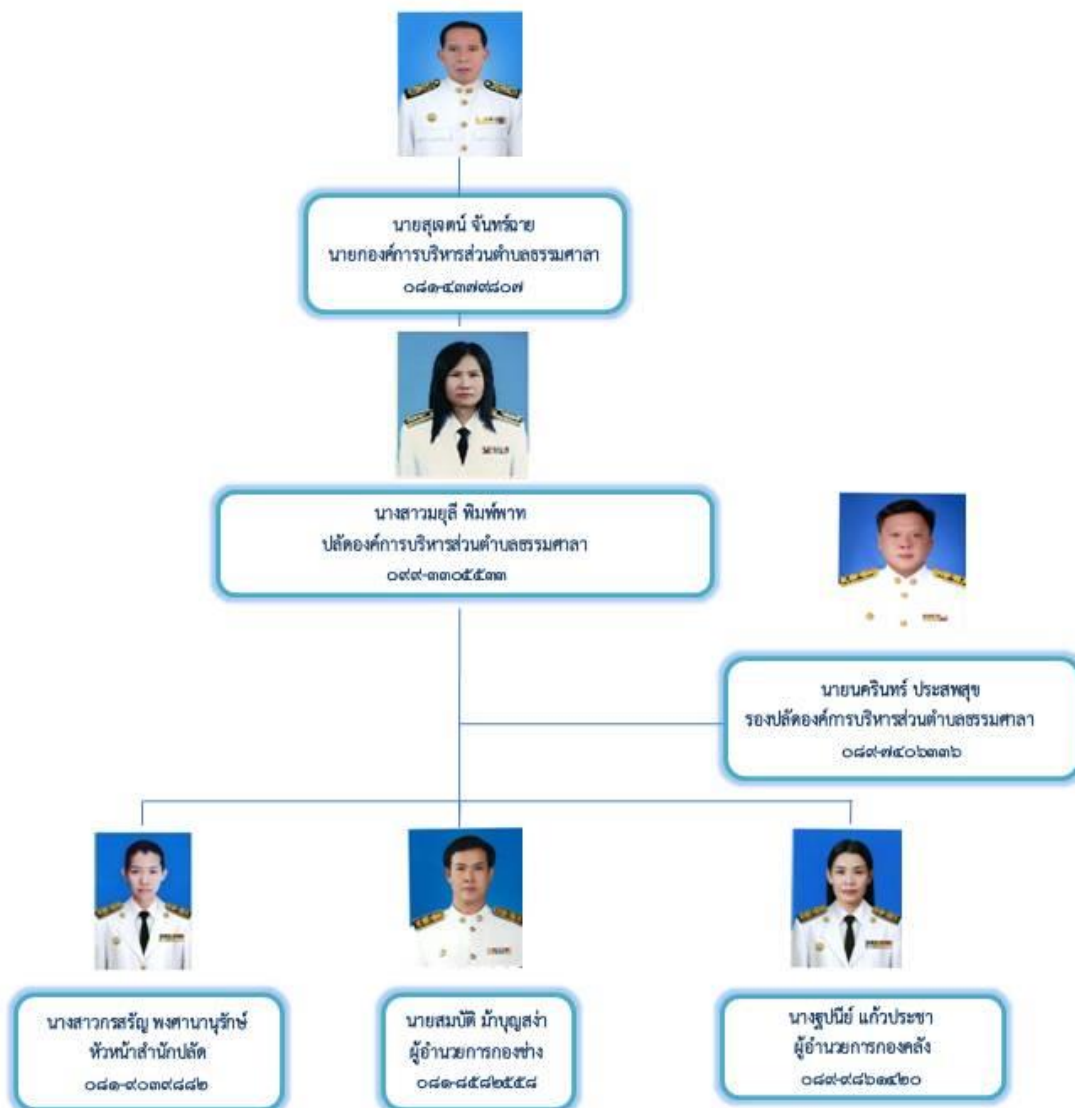 นายสุเจตน์ จันทร์ฉาย
นายกองค์การบริหารส่วนตำบลธรรมศาลา
๐๘๑-๔๓๗๙๘๐๗
นางสาวมยุลี พิมพ์พาท
ปลัดองค์การบริหารส่วนตำบลธรรมศาลา
๐๙๙-๓๓๐๕๕๓๓
นายนครินทร์ ประสพสุข
รองปลัดองค์การบริหารส่วนตำบลธรรมศาลา
๐๘๙-๗๔๐๖๓๓๖
นางสาวกรสรัญ พงศานานุรักษ์
หัวหน้าสำนักปลัด
๐๘๑-๙๐๓๙๘๘๒
นายสมบัติ ม้าบุญสง่า
ผู้อำนวยการกองช่าง
๐๘๑-๘๕๘๒๕๕๘
นางฐปนีย์ แก้วประชา
ผู้อำนวยการกองคลัง
๐๘๙-๙๘๖๑๔๒๐